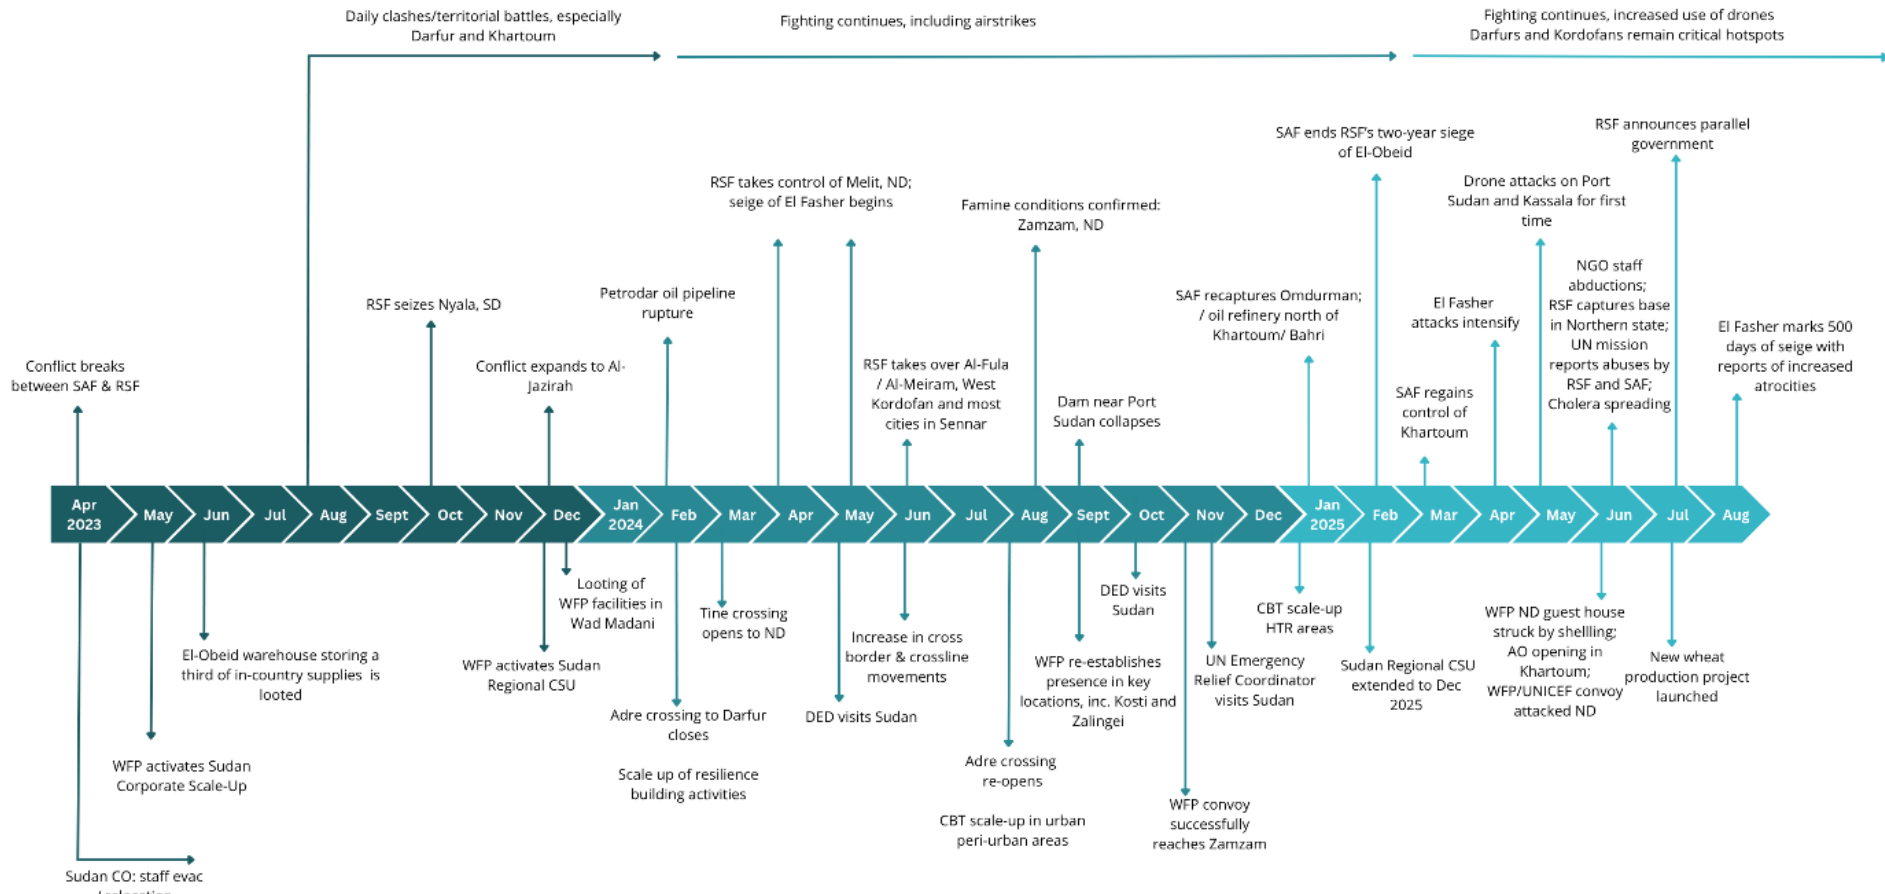 Daily clashes/territorial battles, especially
Darfur and Khartoum
Fighting continues, including airstrikes
Fighting continues, increased use of drones
Darfurs and Kordofans remain critical hotspots
Conflict breaks
between SAF & RSF
RSF seizes Nyala, SD
Conflict expands to Al-
Jazirah
Petrodar oil pipeline
rupture
RSF takes control of Melit, ND;
seige of El Fasher begins
RSF takes over Al-Fula
/ Al-Meiram, West
Kordofan and most
cities in Sennar
Famine conditions confirmed:
Zamzam, ND
Dam near Port
Sudan collapses
SAF recaptures Omdurman;
/ oil refinery north of
Khartoum/ Bahri
SAF ends RSF's two-year siege
of El-Obeid
SAF regains
control of
Khartoum
El Fasher
attacks intensify
Drone attacks on Port
Sudan and Kassala for first
time
NGO staff
abductions;
RSF captures base
in Northern state;
UN mission
reports abuses by
RSF and SAF;
Cholera spreading
RSF announces parallel
government
El Fasher marks 500
days of seige with
reports of increased
atrocities
Apr
2023
May
Jun
Jul
Aug
Sept
Oct
Nov
Dec
Jan
2024
Feb
Mar
Apr
May
Jun
Jul
Aug
Sept
Oct
Nov
Dec
Jan
2025
Feb
Mar
Apr
May
Jun
Jul
Aug
Sudan CO: staff evac
WFP activates Sudan
Corporate Scale-Up
El-Obeid warehouse storing a
third of in-country supplies is
looted
WFP activates Sudan
Regional CSU
Looting of
WFP facilities in
Wad Madani
Adre crossing to Darfur
closes
Scale up of resilience
building activities
Tine crossing
opens to ND
DED visits Sudan
Increase in cross
border & crossline
movements
Adre crossing
re-opens
CBT scale-up in urban
peri-urban areas
WFP re-establishes
presence in key
locations, inc. Kosti and
Zalingei
DED visits
Sudan
WFP convoy
successfully
reaches Zamzam
UN Emergency
Relief Coordinator
visits Sudan
CBT scale-up
HTR areas
Sudan Regional CSU
extended to Dec
2025
WFP ND guest house
struck by shellling;
AO opening in
Khartoum;
WFP/UNICEF convoy
attacked ND
New wheat
production project
launched